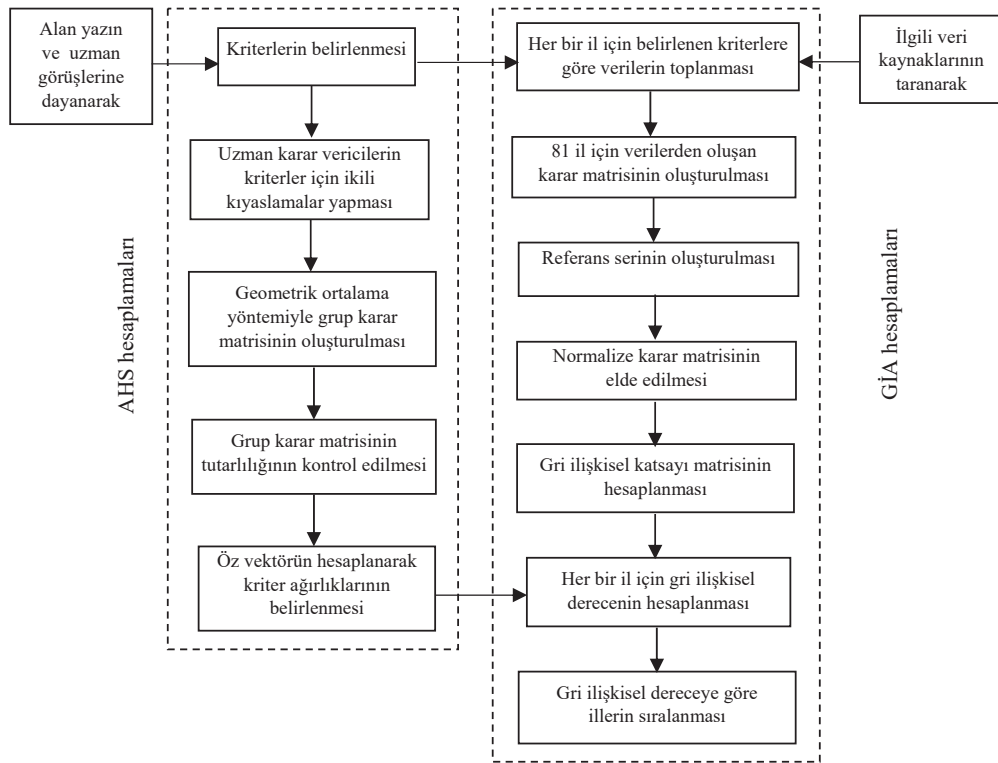 Alan yazın
ve uzman
görüşlerine
dayanarak
Kriterlerin belirlenmesi
Her bir il için belirlenen kriterlere
göre verilerin toplanması
İlgili veri
kaynaklarının
taranarak
AHS hesaplamaları
Uzman karar vericilerin
kriterler için ikili
kıyaslamalar yapması
Geometrik ortalama
yöntemiyle grup karar
matrisinin oluşturulması
Grup karar matrisinin
tutarlılığının kontrol edilmesi
Öz vektörün hesaplanarak
kriter ağırlıklarının
belirlenmesi
81 il için verilerden oluşan
karar matrisinin oluşturulması
Referans serinin oluşturulması
Normalize karar matrisinin
elde edilmesi
Gri ilişkisel katsayı matrisinin
hesaplanması
Her bir il için gri ilişkisel
derecenin hesaplanması
Gri ilişkisel dereceye göre
illerin sıralanması
GİA hesaplamaları